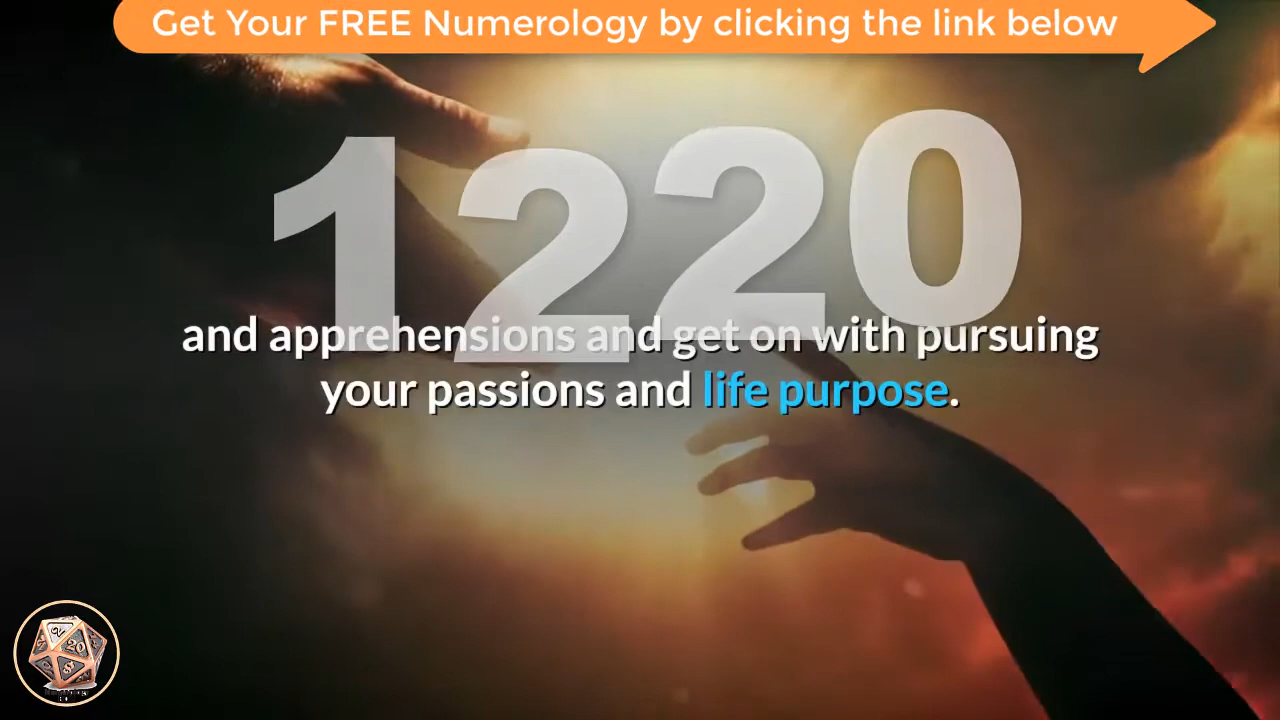 Get Your FREE Numerology by clicking the link below
1220
and apprehensions and get on with pursuing
your passions and life purpose.
20